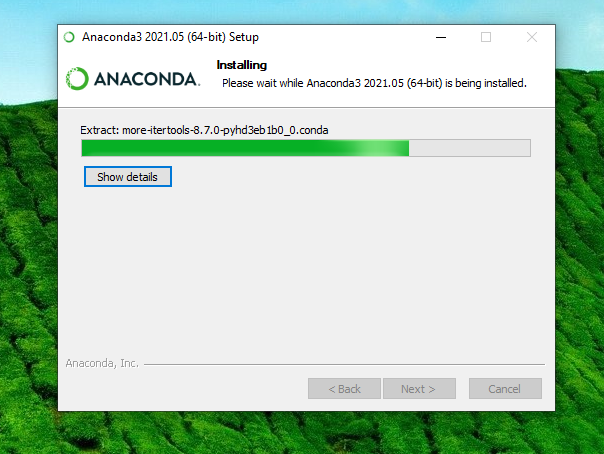 Anaconda3 2021.05 (64-bit) Setup
ANACONDA.
Installing
Please wait while Anaconda3 2021.05 (64-bit) is being installed.
Extract: more-itertools-8.7.0-pyhd3eb1b0_0.conda
Show details
Anaconda, Inc.
< Back
Next >
Cancel